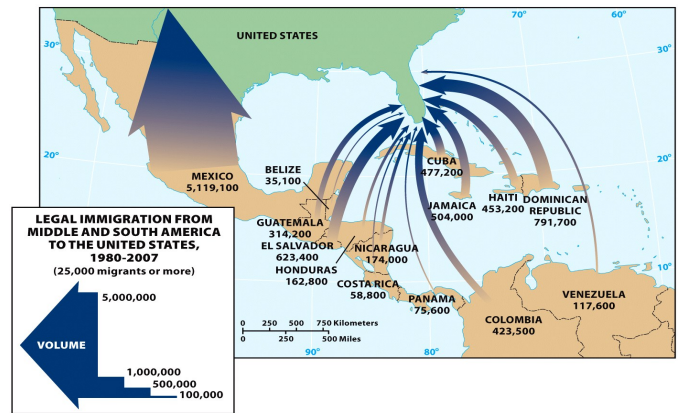 70°
60°
30°
30°
UNITED STATES
20°
20°
MEXICO
5,119,100
BELIZE
35,100
CUBA
477,200
JAMAICA
504,000
HAITI
453,200
DOMINICAN
REPUBLIC
791,700
GUATEMALA
314,200
EL SALVADOR
623,400
HONDURAS
162,800
NICARAGUA
174,000
COSTA RICA
58,800
PANAMA
75,600
COLOMBIA
423,500
VENEZUELA
117,600
10°
LEGAL IMMIGRATION FROM
MIDDLE AND SOUTH AMERICA
TO THE UNITED STATES,
1980-2007
(25,000 migrants or more)
5,000,000
VOLUME
1,000,000
500,000
100,000
0 250 500 750 Kilometers
0 250 500 Miles
90°
80°